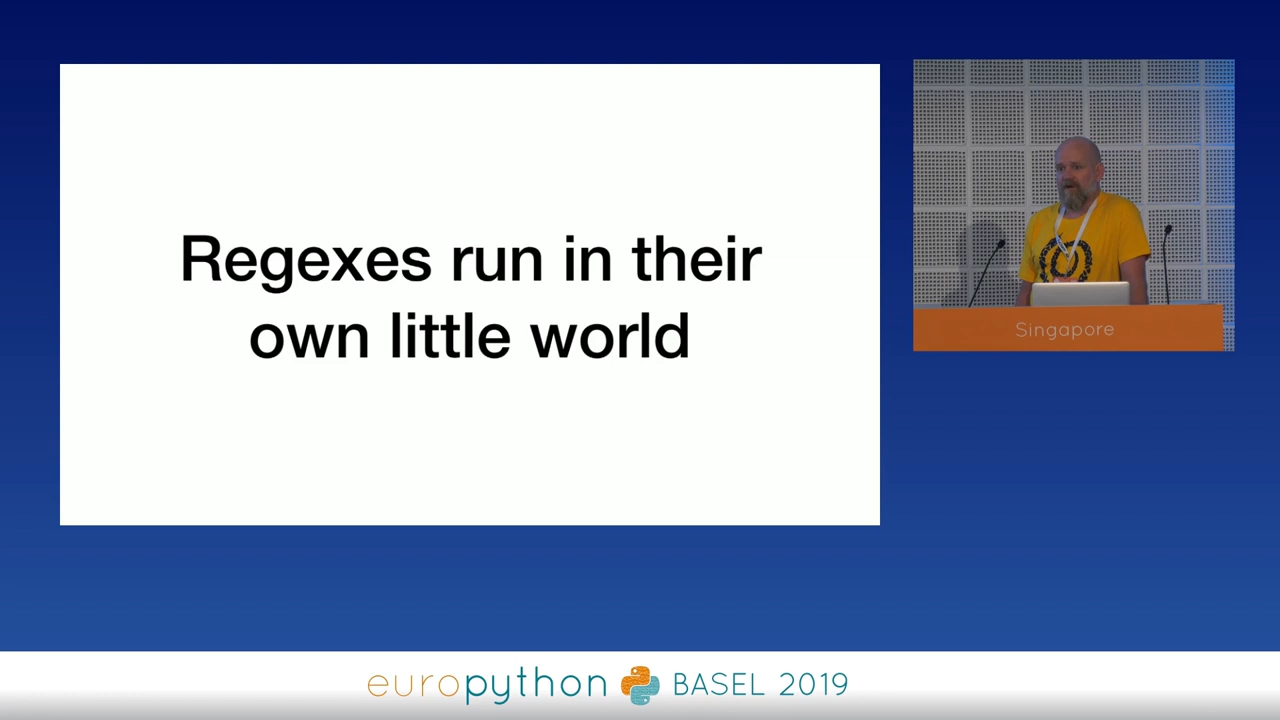 Regexes run in their
own little world
Singapore
europython BASEL 2019